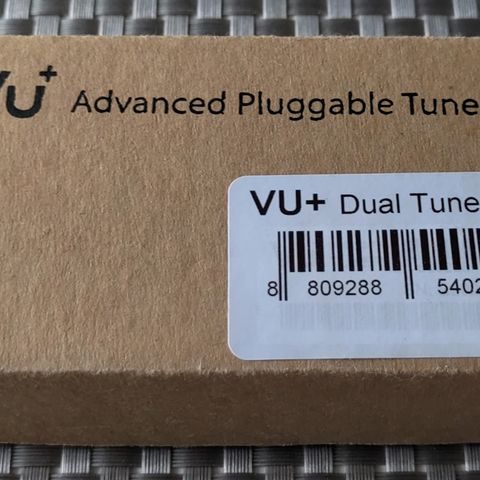 Vu+ Advanced Pluggable Tune
VU+ Dual Tune
8 809288 5402